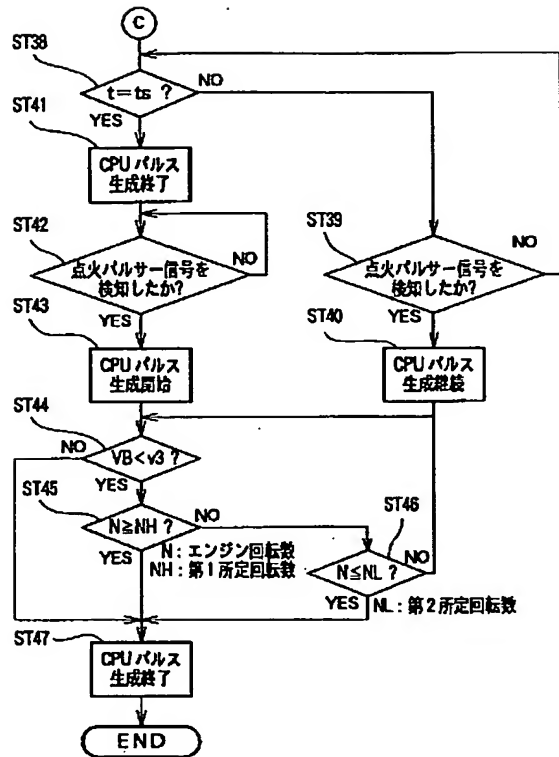 C
ST38
t=ts ?
NO
YES
ST41
CPU パルス
生成終了
ST42
点火パルサー信号を
検知したか?
NO
YES
ST39
点火パルサー信号を
検知したか?
NO
YES
ST43
CPU パルス
生成開始
ST40
CPU パルス
生成継続
ST44
VB<v3 ?
NO
YES
ST45
N≧NH ?
NO
YES
N:エンジン回転数
NH:第1所定回転数
ST46
N≦NL ?
NO
YES
NL:第2所定回転数
ST47
CPU パルス
生成終了
END